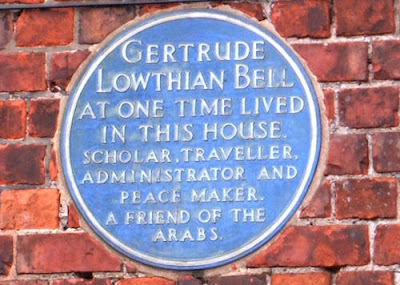 GERTRUDE
LOWTHIAN BELL
AT ONE TIME LIVED
IN THIS HOUSE.
SCHOLAR, TRAVELLER,
ADMINISTRATOR AND
PEACE MAKER.
A FRIEND OF THE
ARABS.